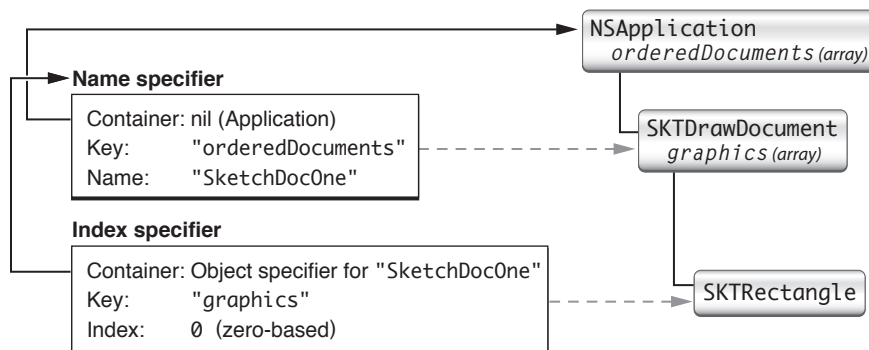 NSApplication
orderedDocuments (array)
Name specifier
Container: nil (Application)
Key: "orderedDocuments"
Name: "SketchDocOne"
SKTDrawDocument
graphics (array)
Index specifier
Container: Object specifier for "SketchDocOne"
Key: "graphics"
Index: 0 (zero-based)
SKTRectangle